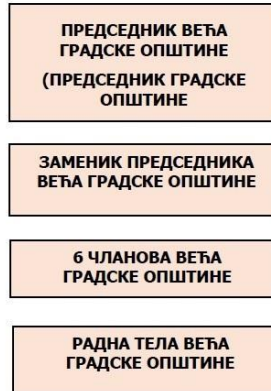 ПРЕДСЕДНИК ВЕЋА
ГРАДСКЕ ОПШТИНЕ
(ПРЕДСЕДНИК ГРАДСКЕ
ОПШТИНЕ
ЗАМЕНИК ПРЕДСЕДНИКА
ВЕЋА ГРАДСКЕ ОПШТИНЕ
6 ЧЛАНОВА ВЕЋА
ГРАДСКЕ ОПШТИНЕ
РАДНА ТЕЛА ВЕЋА
ГРАДСКЕ ОПШТИНЕ